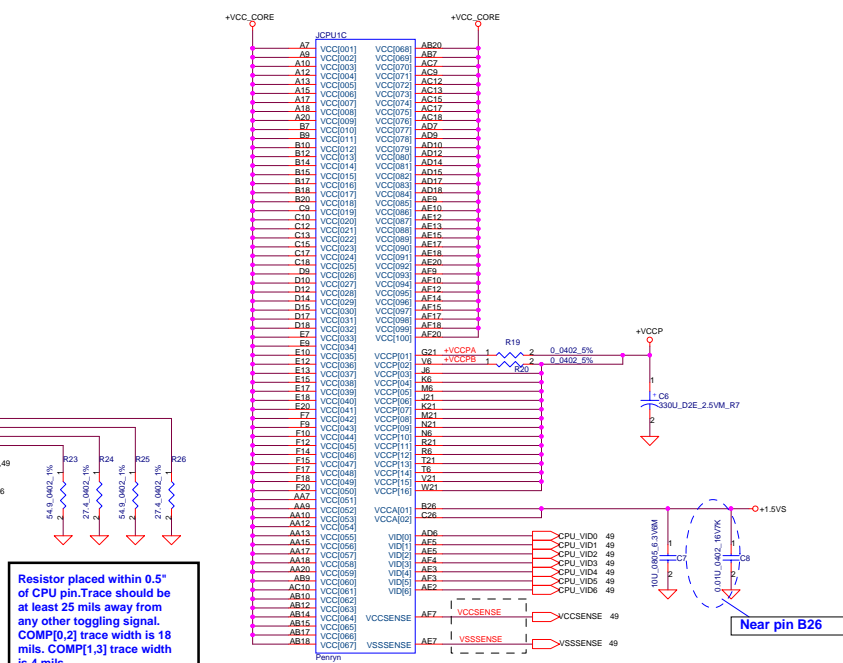 +VCC_CORE
+VCC_CORE
JCPU1C
A7 VCC[001] VCC[068] AB20
A9 VCC[002] VCC[069] AB7
A10 VCC[003] VCC[070] AC7
A12 VCC[004] VCC[071] AC9
A13 VCC[005] VCC[072] AC12
A15 VCC[006] VCC[073] AC13
A17 VCC[007] VCC[074] AC15
A18 VCC[008] VCC[075] AC17
A20 VCC[009] VCC[076] AC18
B7 VCC[010] VCC[077] AD7
B9 VCC[011] VCC[078] AD9
B10 VCC[012] VCC[079] AD10
B12 VCC[013] VCC[080] AD12
B14 VCC[014] VCC[081] AD14
B15 VCC[015] VCC[082] AD15
B17 VCC[016] VCC[083] AD17
B18 VCC[017] VCC[084] AD18
B20 VCC[018] VCC[085] AE9
C9 VCC[019] VCC[086] AE10
C10 VCC[020] VCC[087] AE12
C12 VCC[021] VCC[088] AE13
C13 VCC[022] VCC[089] AE15
C15 VCC[023] VCC[090] AE17
C17 VCC[024] VCC[091] AE18
C18 VCC[025] VCC[092] AE20
D9 VCC[026] VCC[093] AF9
D10 VCC[027] VCC[094] AF10
D12 VCC[028] VCC[095] AF12
D14 VCC[029] VCC[096] AF14
D15 VCC[030] VCC[097] AF15
D17 VCC[031] VCC[098] AF17
D18 VCC[032] VCC[099] AF18
E7 VCC[033] VCC[100] AF20
E9 VCC[034]
E10 VCC[035] VCCP[01] G21 +VCCPA 1 R19 2 0_0402_5%
E12 VCC[036] VCCP[02] V6 +VCCPB 1 R20 2 0_0402_5%
E13 VCC[037] VCCP[03] J6
E15 VCC[038] VCCP[04] K6
E17 VCC[039] VCCP[05] M6
E18 VCC[040] VCCP[06] J21
E20 VCC[041] VCCP[07] K21
F7 VCC[042] VCCP[08] M21
F9 VCC[043] VCCP[09] N21
F10 VCC[044] VCCP[10] N6
F12 VCC[045] VCCP[11] R21
F14 VCC[046] VCCP[12] R6
F15 VCC[047] VCCP[13] T21
F17 VCC[048] VCCP[14] T6
F18 VCC[049] VCCP[15] V21
F20 VCC[050] VCCP[16] W21
AA7 VCC[051]
AA9 VCC[052] VCCA[01] B26
AA10 VCC[053] VCCA[02] C26
AA12 VCC[054]
AA13 VCC[055] VID[0] AD6 CPU_VID0 49
AA15 VCC[056] VID[1] AF5 CPU_VID1 49
AA17 VCC[057] VID[2] AE5 CPU_VID2 49
AA18 VCC[058] VID[3] AF4 CPU_VID3 49
AA20 VCC[059] VID[4] AE3 CPU_VID4 49
AB9 VCC[060] VID[5] AF3 CPU_VID5 49
AC10 VCC[061] VID[6] AE2 CPU_VID6 49
AB10 VCC[062]
AB12 VCC[063]
AB14 VCC[064] VCCSENSE AF7 VCCSENSE VCCSENSE 49
AB15 VCC[065]
AB17 VCC[066]
AB18 VCC[067] VSSSENSE AE7 VSSSENSE VSSSENSE 49
Penryn
+VCCP
1
+ C6
330U_D2E_2.5VM_R7
2
+1.5VS
10U_0805_6.3V6M
1
C7
2
0.01U_0402_16V7K
1
C8
2
Near pin B26
49
6
R23 54.9_0402_1% 1 2
R24 27.4_0402_1% 1 2
R25 54.9_0402_1% 1 2
R26 27.4_0402_1% 1 2
Resistor placed within 0.5"
of CPU pin.Trace should be
at least 25 mils away from
any other toggling signal.
COMP[0,2] trace width is 18
mils. COMP[1,3] trace width
is 4 mils